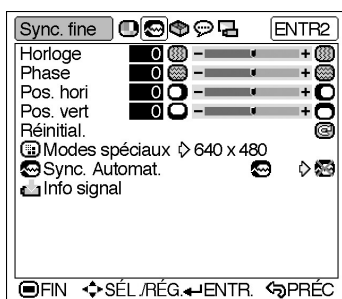 Sync. fine ENTR2
Horloge 0 - +
Phase 0 - +
Pos. hori 0 - +
Pos. vert 0 - +
Réinitial.
Modes spéciaux 640 x 480
Sync. Automat.
Info signal
FIN SÉL./RÉG. ENTR. PRÉC